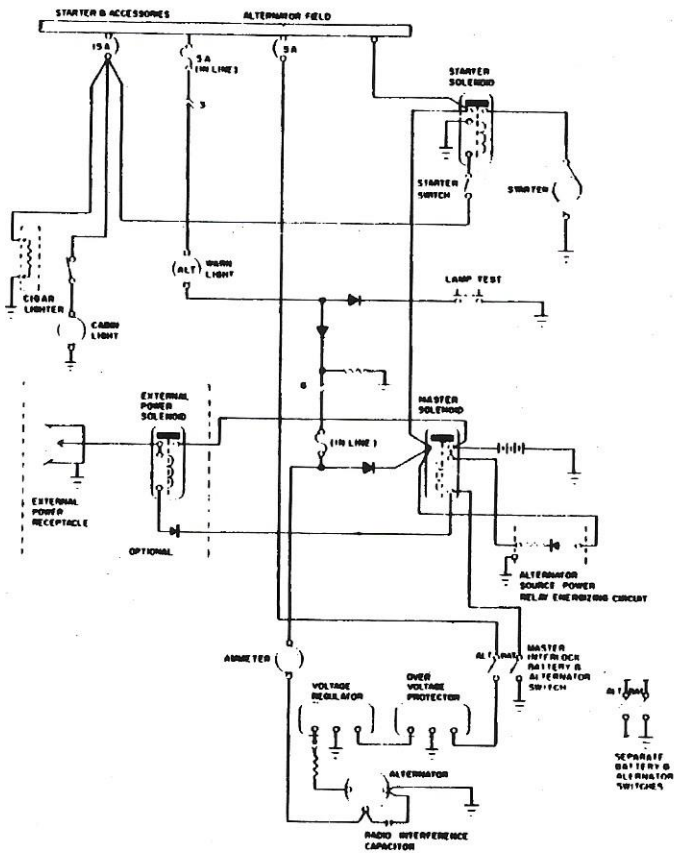 STARTER & ACCESSORIES
ALTERNATOR FIELD
15A
5A
(IN LINE)
5A
3
STARTER
SOLENOID
STARTER
SWITCH
STARTER
ALT
WARN
LIGHT
LAMP TEST
CIGAR
LIGHTER
CABIN
LIGHT
6
EXTERNAL
POWER
SOLENOID
MASTER
SOLENOID
(IN LINE)
EXTERNAL
POWER
RECEPTACLE
OPTIONAL
ALTERNATOR
SOURCE POWER
RELAY ENERGIZING CIRCUIT
AMMETER
ALT
BAT
MASTER
INTERLOCK
BATTERY &
ALTERNATOR
SWITCH
VOLTAGE
REGULATOR
OVER
VOLTAGE
PROTECTOR
ALT
BAT
SEPARATE
BATTERY &
ALERNATOR
SWITCHES
ALTERNATOR
RADIO INTERFERENCE
CAPACITOR